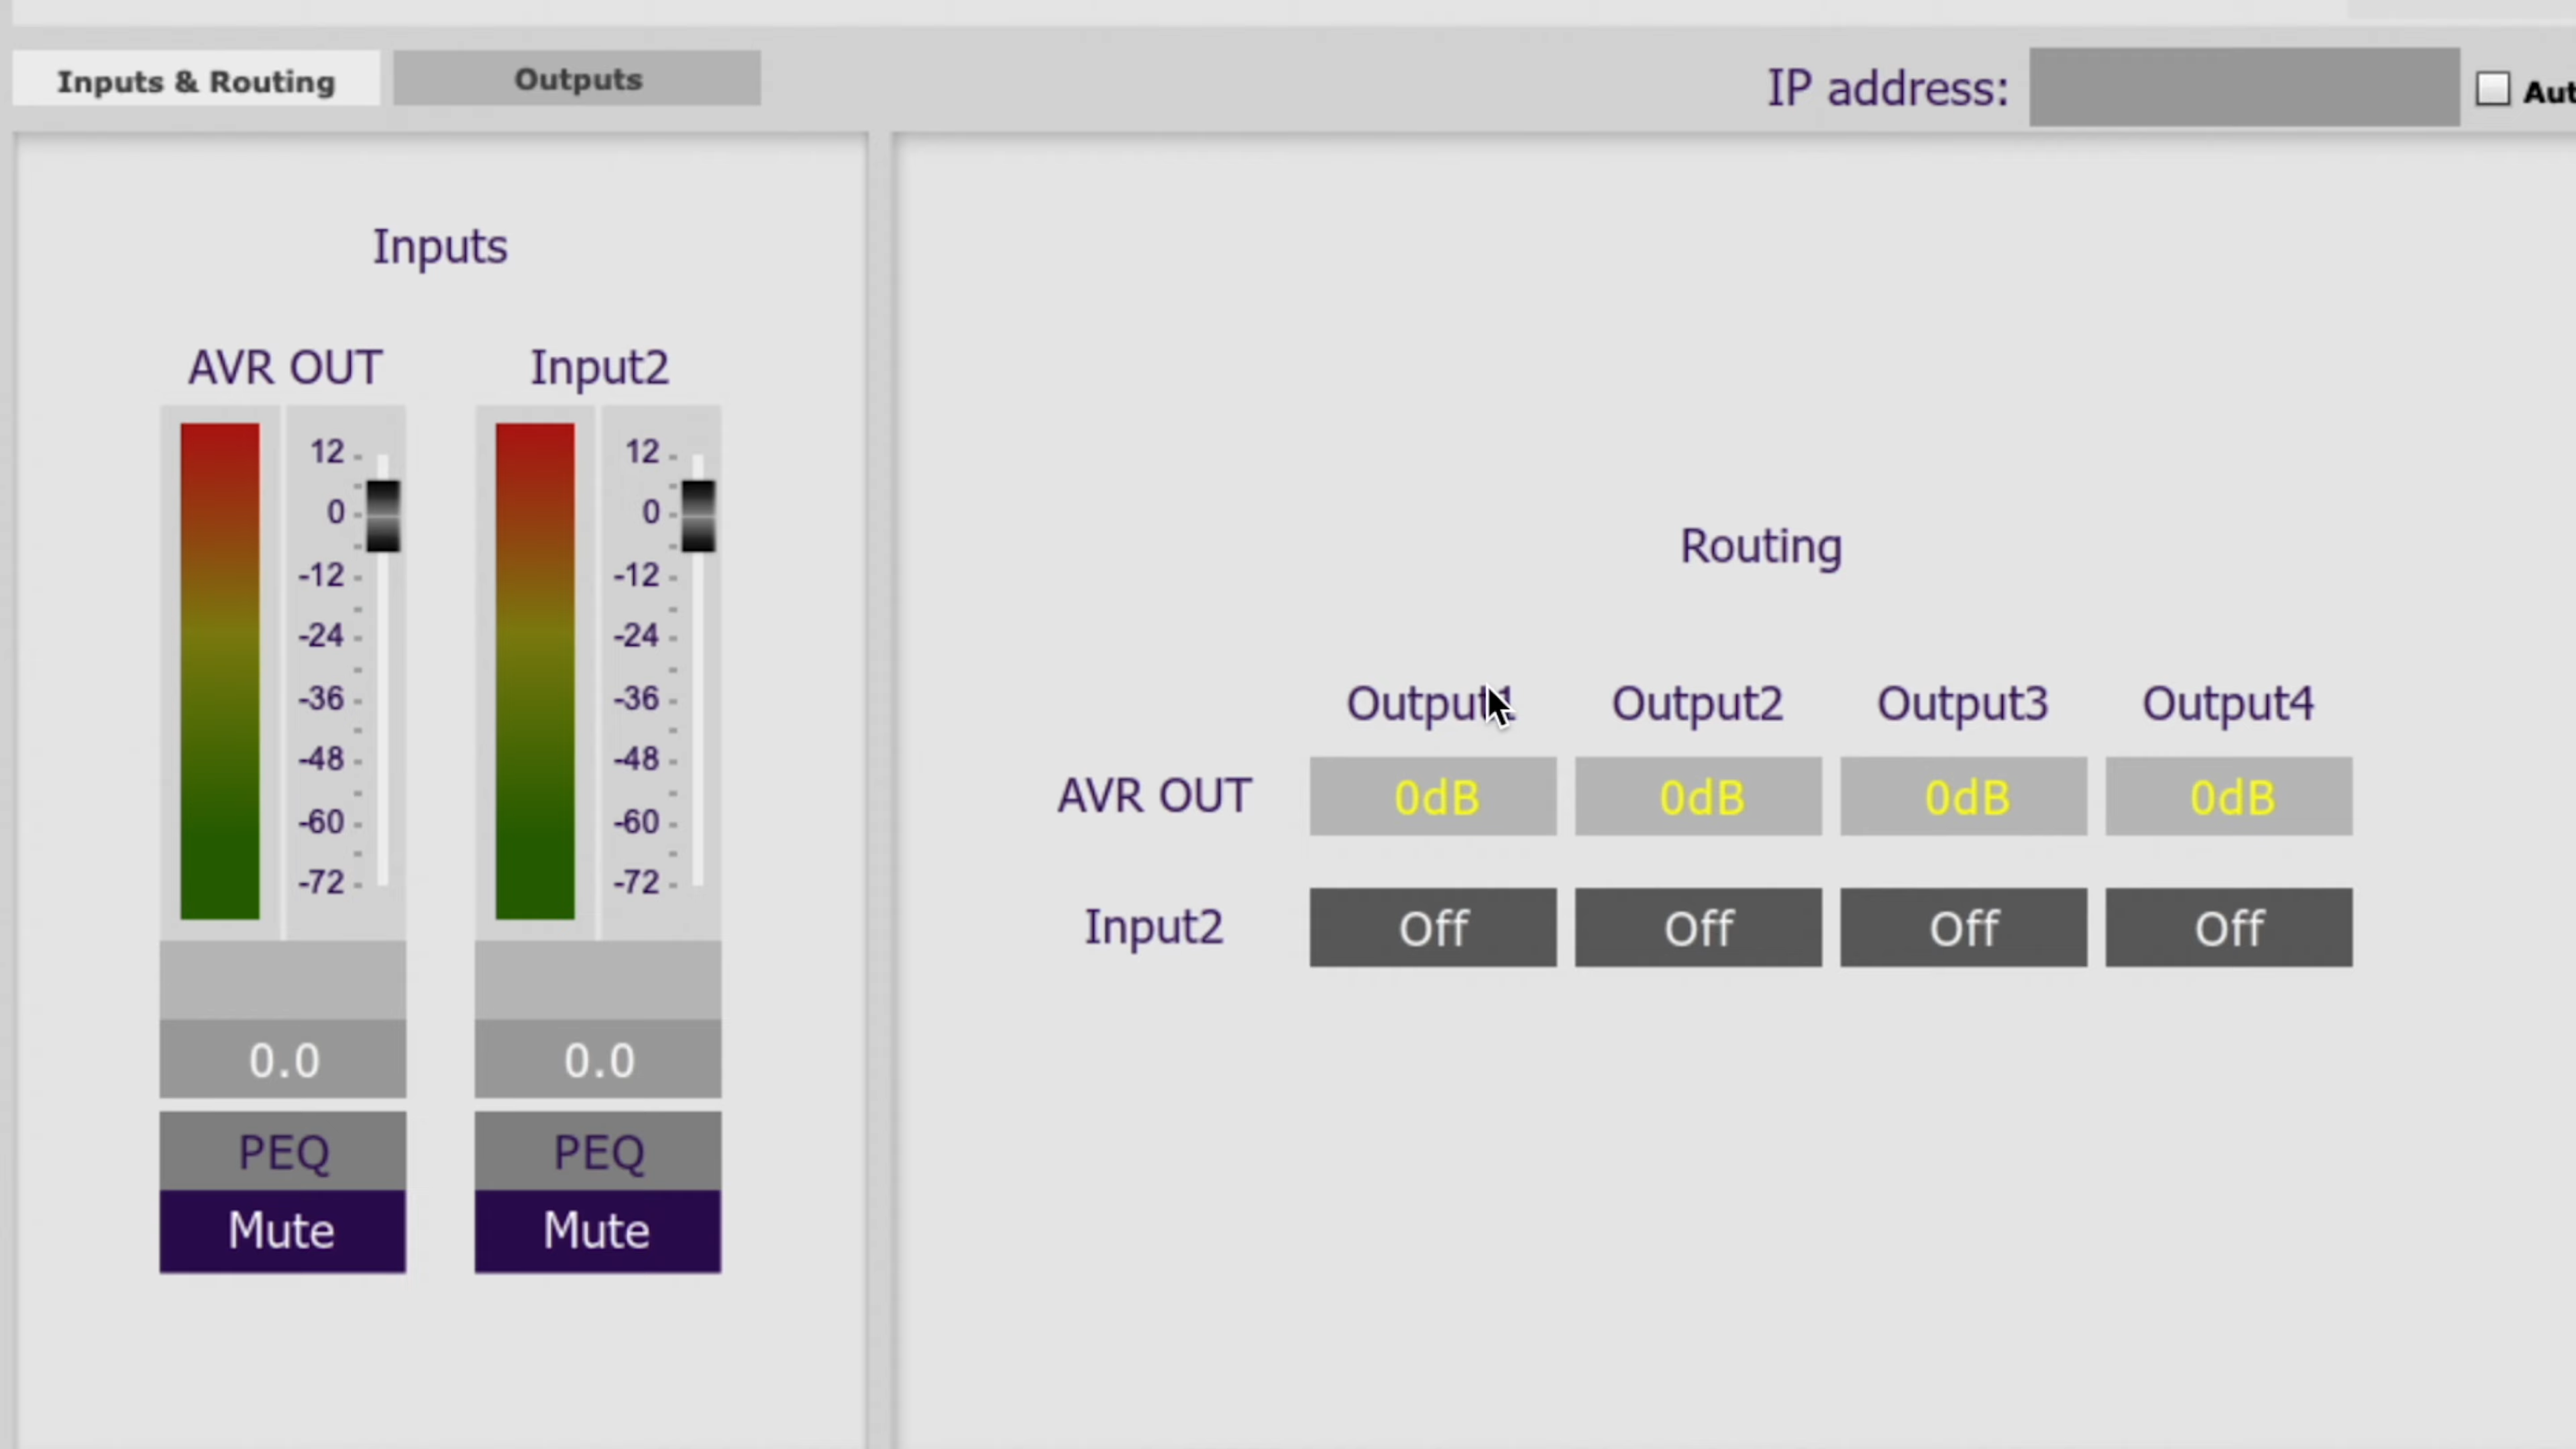 Inputs & Routing
Outputs
IP address:
Inputs
AVR OUT
Input2
12
0
-12
-24
-36
-48
-60
-72
12
0
-12
-24
-36
-48
-60
-72
0.0
0.0
PEQ
PEQ
Mute
Mute
Routing
Output1 Output2 Output3 Output4
AVR OUT 0dB 0dB 0dB 0dB
Input2 Off Off Off Off